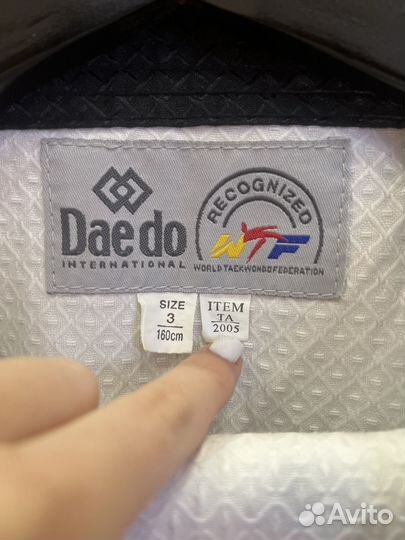 Daedo
INTERNATIONAL
RECOGNIZED
WTF
WORLD TAEKWONDO FEDERATION
SIZE
3
160cm
ITEM
TA
2005
Avito